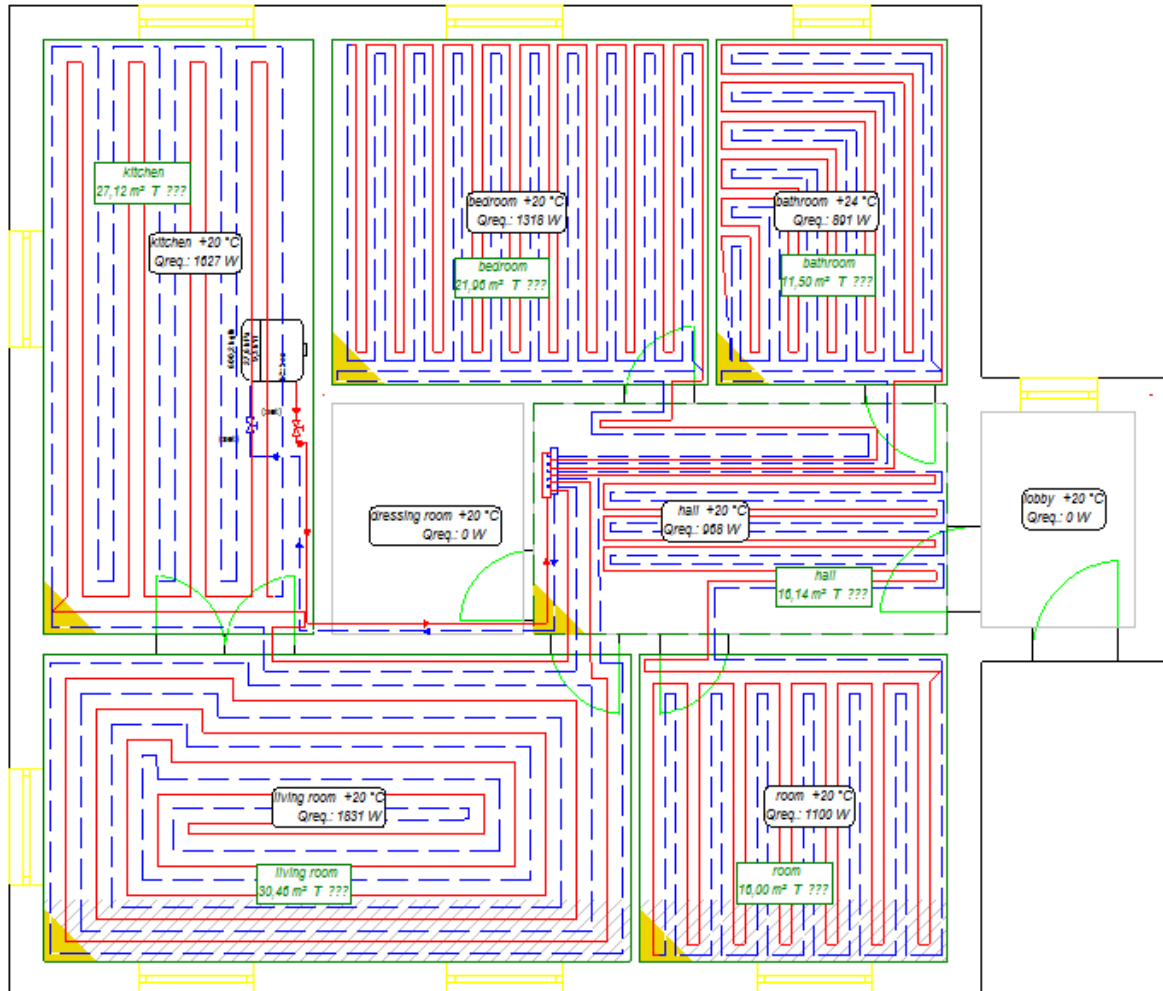 kitchen
27,12 m² T ???
kitchen +20 °C
Qreq.: 1627 W
bedroom +20 °C
Qreq.: 1318 W
bedroom
21,96 m² T ???
bathroom +24 °C
Qreq.: 891 W
bathroom
11,50 m² T ???
dressing room +20 °C
Qreq.: 0 W
hall +20 °C
Qreq.: 968 W
hall
16,14 m² T ???
lobby +20 °C
Qreq.: 0 W
living room +20 °C
Qreq.: 1831 W
living room
30,46 m² T ???
room +20 °C
Qreq.: 1100 W
room
16,00 m² T ???